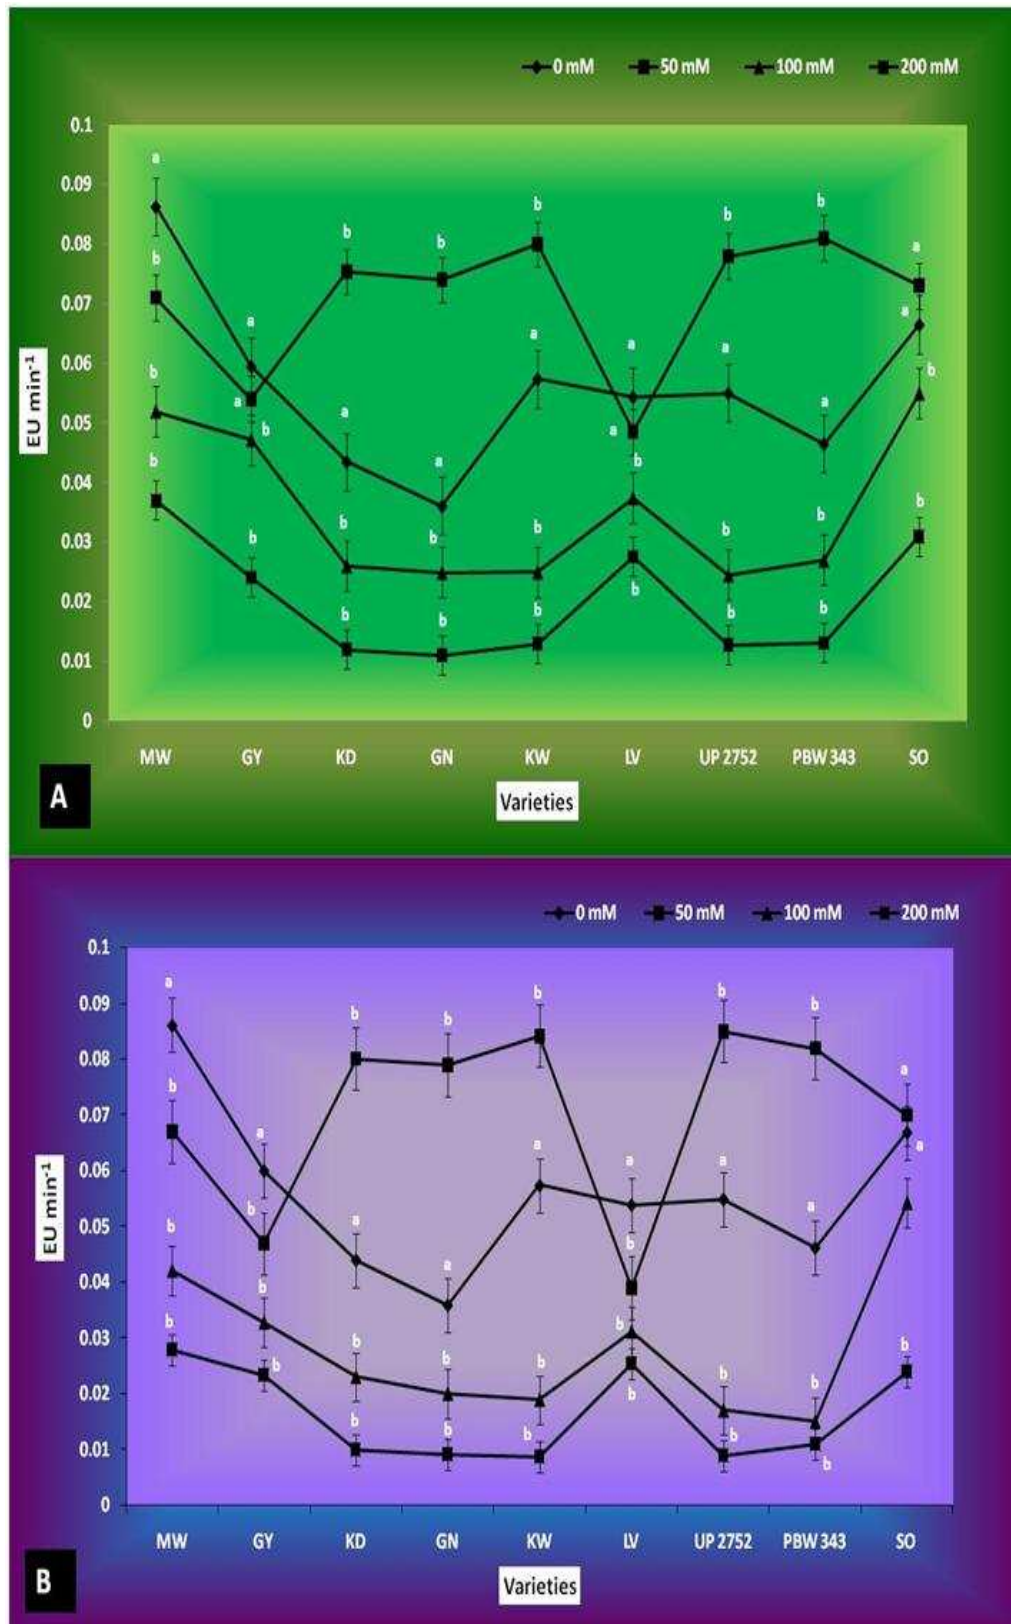 0 mM 50 mM 100 mM 200 mM
0.1
a
0.09
b b b b
0.08
b b a
0.07
a a a a
0.06
b a b
0.05
a b a a a
0.04
b b
b b b b b b
0.03
b b
0.02
b b b b b
0.01
0
EU min⁻¹
MW GY KD GN KW LV UP 2752 PBW 343 SO
Varieties
A
0 mM 50 mM 100 mM 200 mM
0.1
a
0.09
b b b b b
0.08
b a
0.07
a a a a a
0.06
b a a
0.05
b a b
0.04
b b
0.03
b b b b b b b b
0.02
b b b b b b
0.01
b
0
EU min⁻¹
MW GY KD GN KW LV UP 2752 PBW 343 SO
Varieties
B